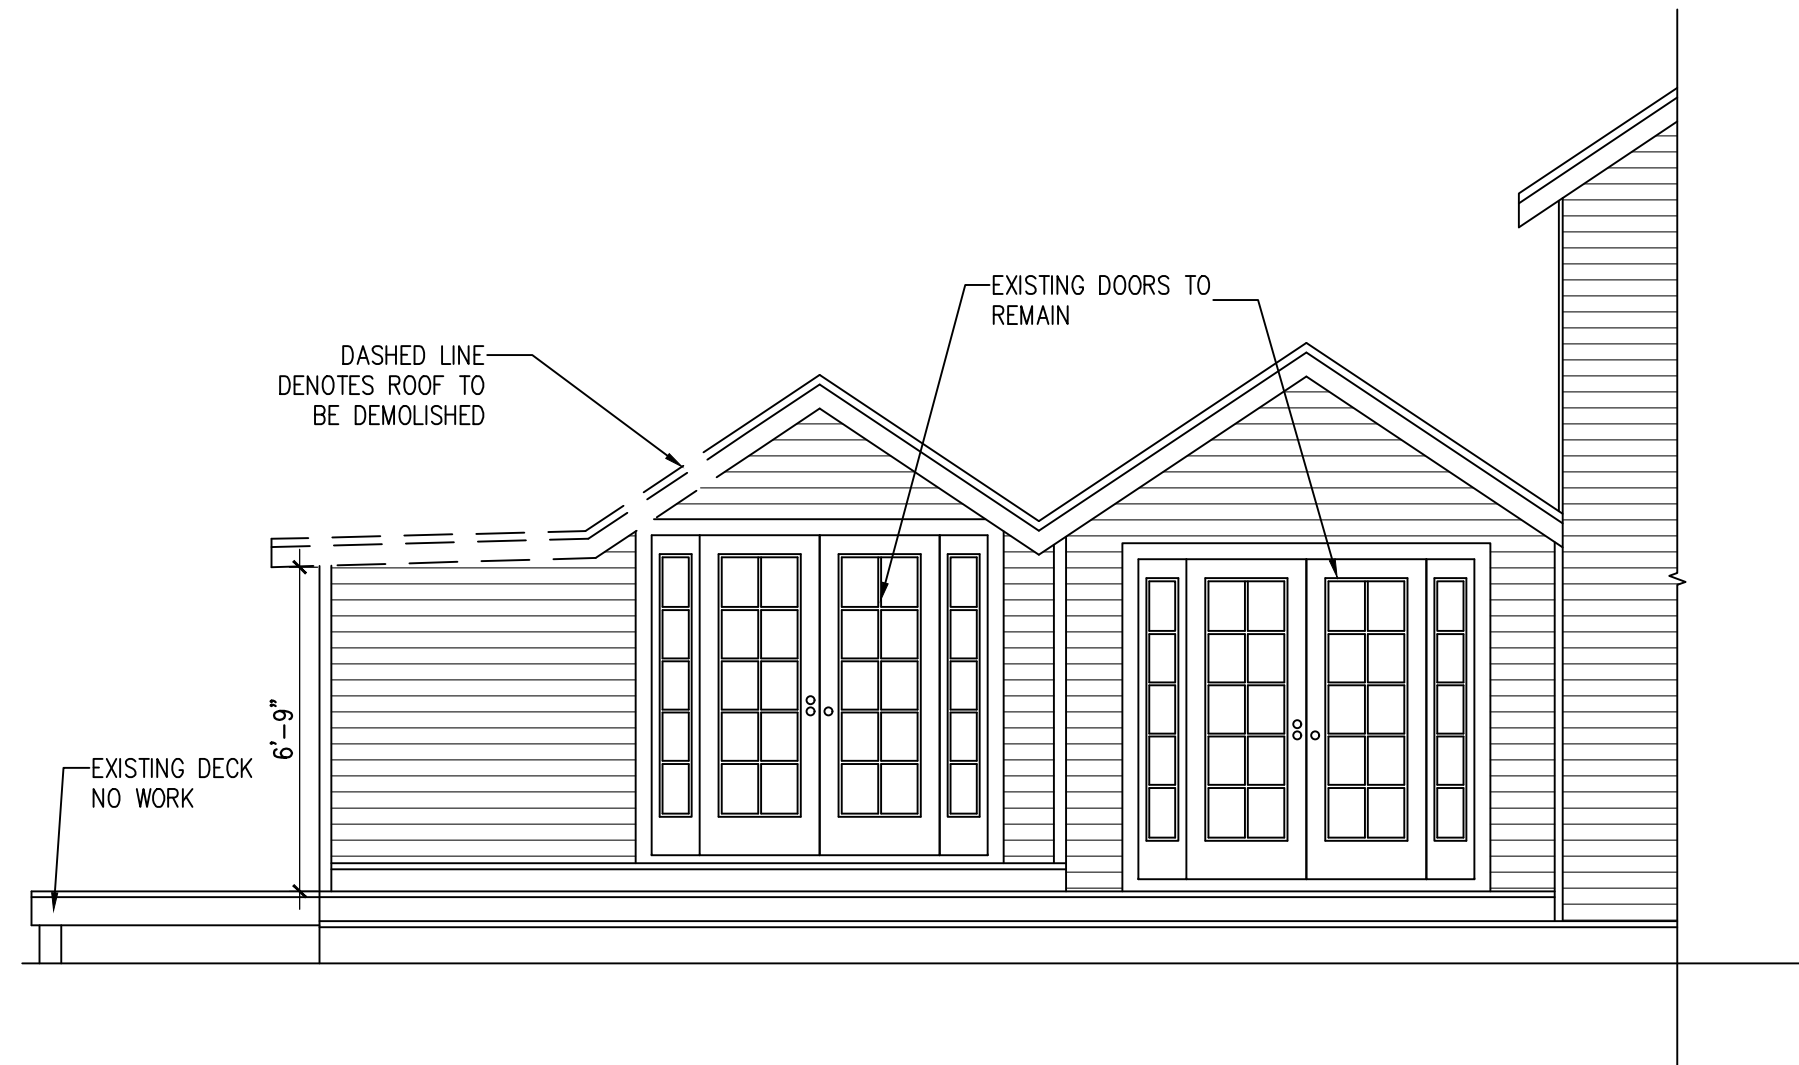 EXISTING DOORS TO
REMAIN
DASHED LINE
DENOTES ROOF TO
BE DEMOLISHED
6'-9"
EXISTING DECK
NO WORK